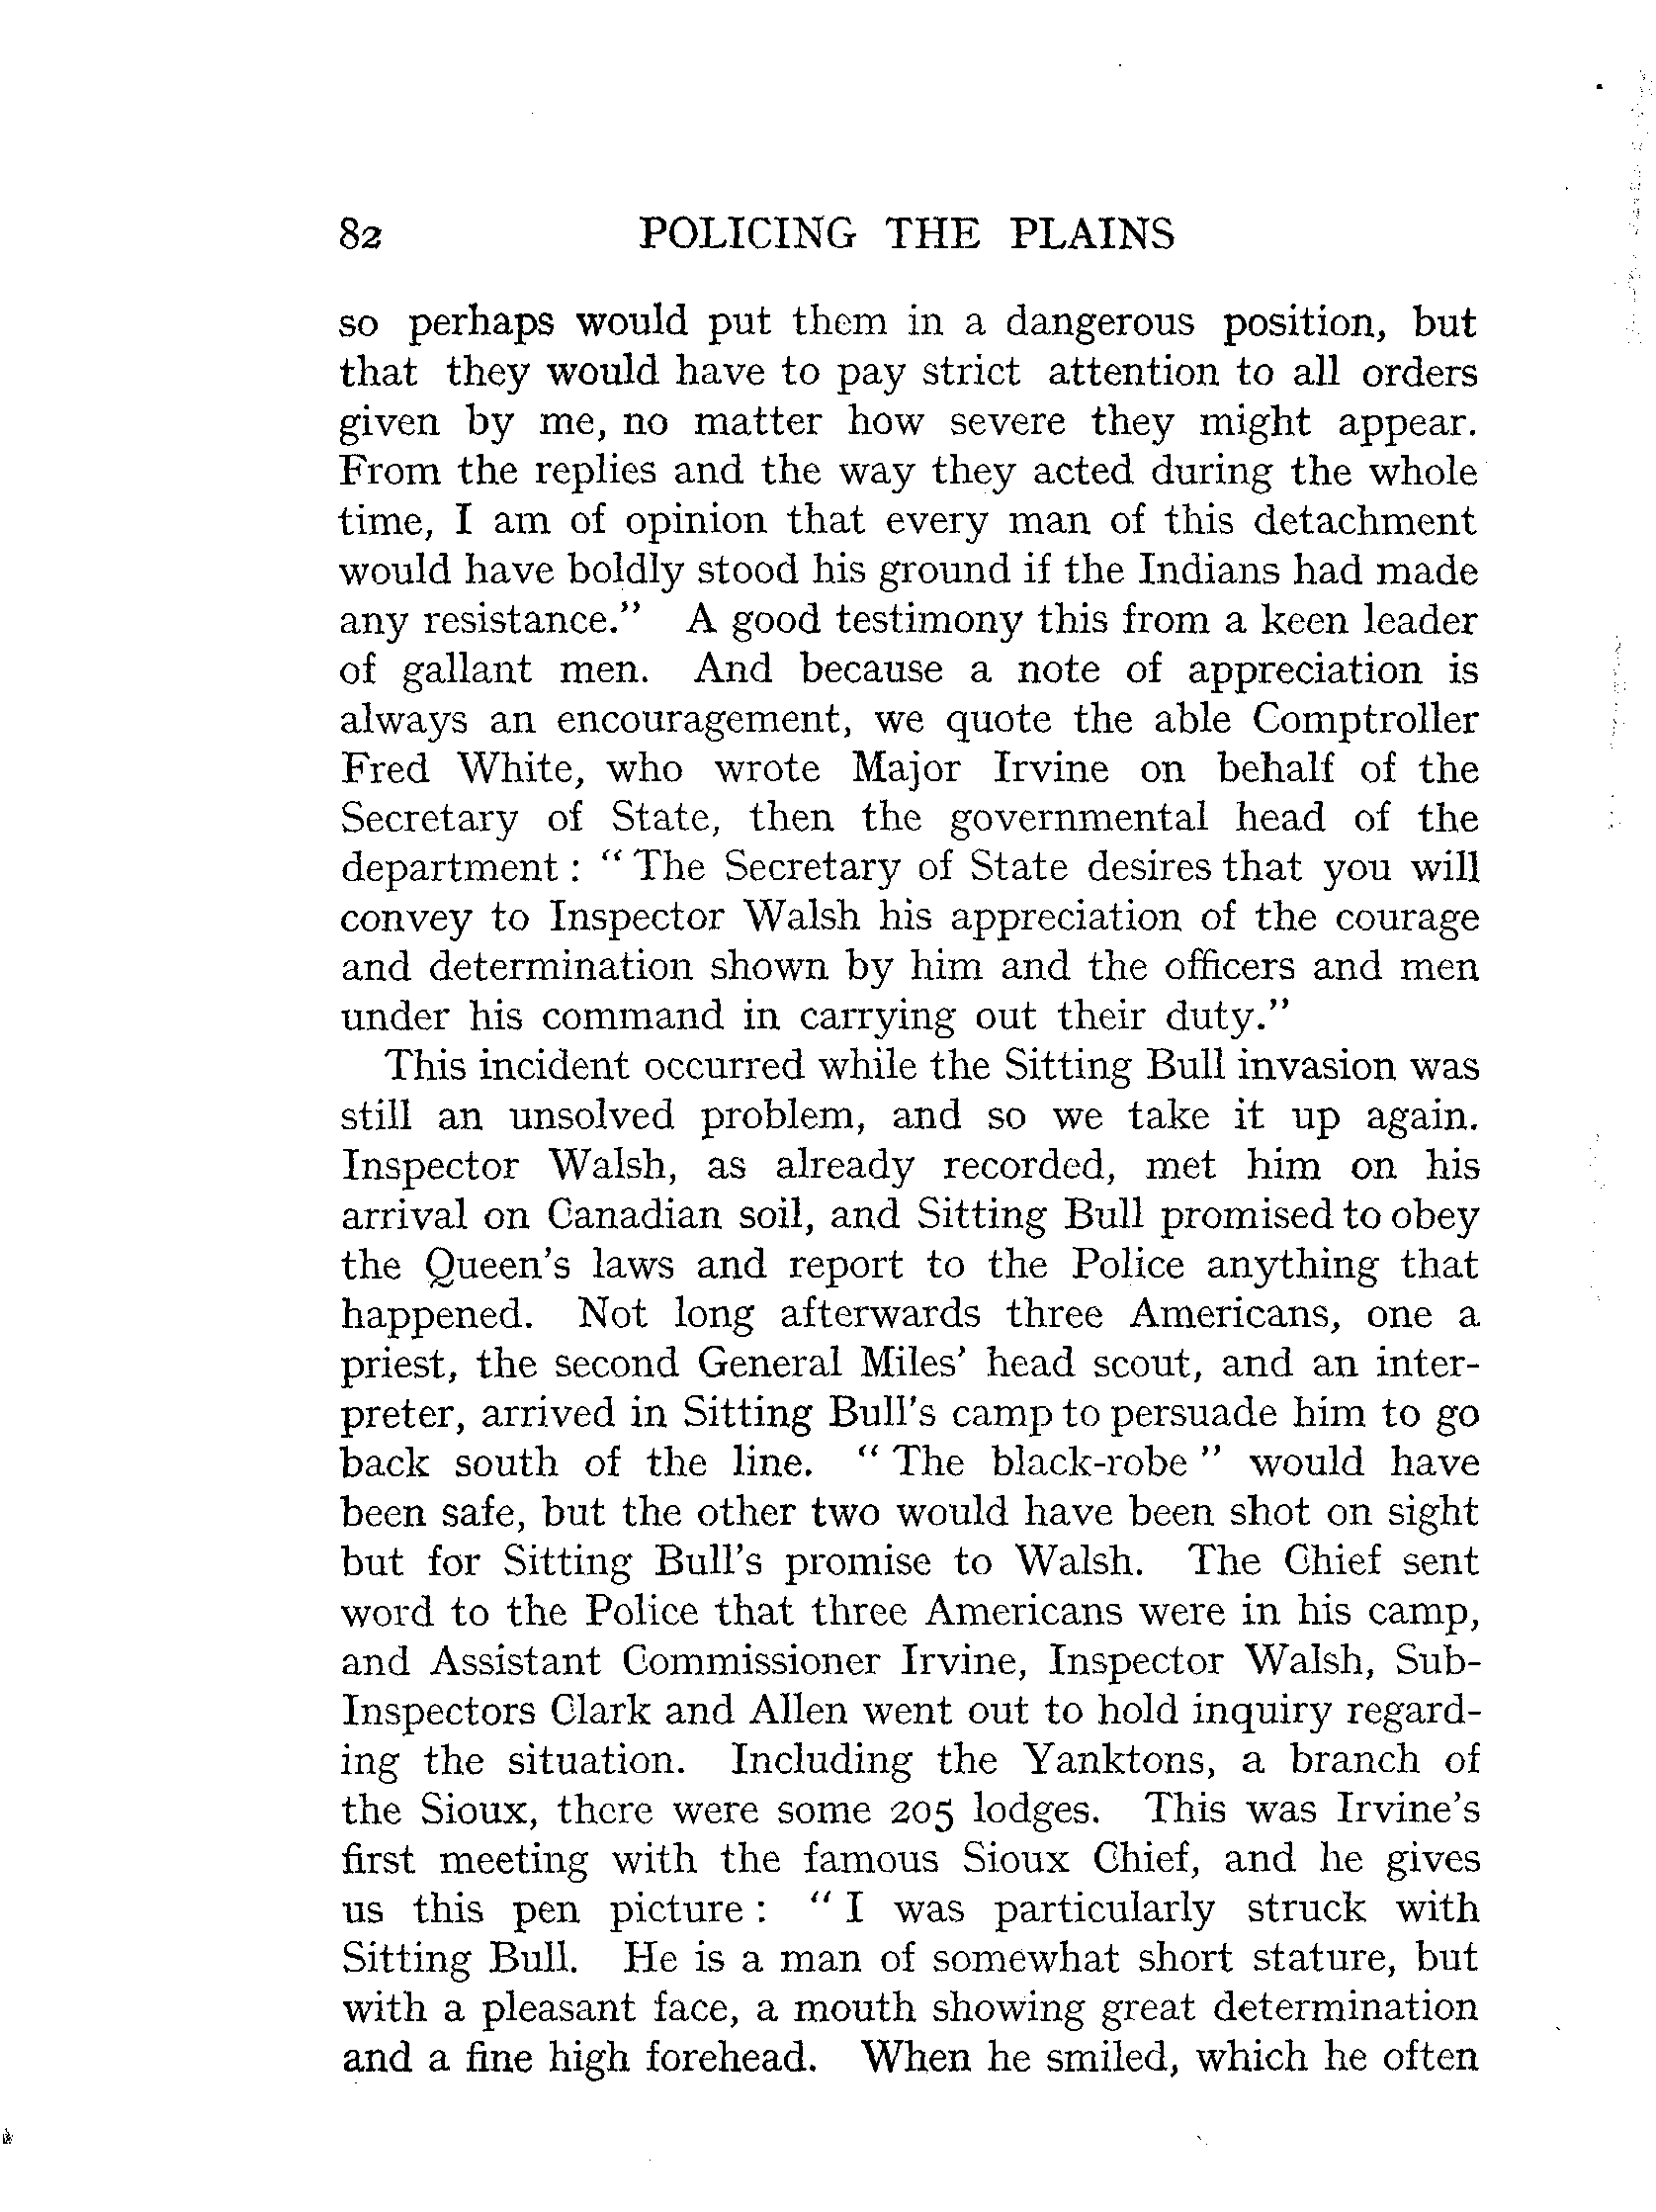 82 POLICING THE PLAINS
so perhaps would put them in a dangerous position, but
that they would have to pay strict attention to all orders
given by me, no matter how severe they might appear.
From the replies and the way they acted during the whole
time, I am of opinion that every man of this detachment
would have boldly stood his ground if the Indians had made
any resistance.” A good testimony this from a keen leader
of gallant men. And because a note of appreciation is
always an encouragement, we quote the able Comptroller
Fred White, who wrote Major Irvine on behalf of the
Secretary of State, then the governmental head of the
department : “ The Secretary of State desires that you will
convey to Inspector Walsh his appreciation of the courage
and determination shown by him and the officers and men
under his command in carrying out their duty.”
This incident occurred while the Sitting Bull invasion was
still an unsolved problem, and so we take it up again.
Inspector Walsh, as already recorded, met him on his
arrival on Canadian soil, and Sitting Bull promised to obey
the Queen’s laws and report to the Police anything that
happened. Not long afterwards three Americans, one a
priest, the second General Miles’ head scout, and an inter-
preter, arrived in Sitting Bull’s camp to persuade him to go
back south of the line. “ The black-robe ” would have
been safe, but the other two would have been shot on sight
but for Sitting Bull’s promise to Walsh. The Chief sent
word to the Police that three Americans were in his camp,
and Assistant Commissioner Irvine, Inspector Walsh, Sub-
Inspectors Clark and Allen went out to hold inquiry regard-
ing the situation. Including the Yanktons, a branch of
the Sioux, there were some 205 lodges. This was Irvine’s
first meeting with the famous Sioux Chief, and he gives
us this pen picture : “ I was particularly struck with
Sitting Bull. He is a man of somewhat short stature, but
with a pleasant face, a mouth showing great determination
and a fine high forehead. When he smiled, which he often